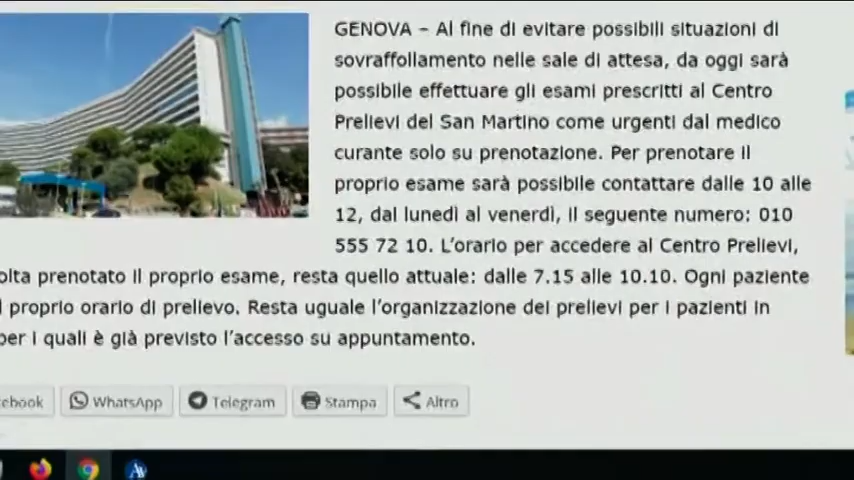 GENOVA – Al fine di evitare possibili situazioni di
sovraffollamento nelle sale di attesa, da oggi sarà
possibile effettuare gli esami prescritti al Centro
Prelievi del San Martino come urgenti dal medico
curante solo su prenotazione. Per prenotare il
proprio esame sarà possibile contattare dalle 10 alle
12, dal lunedì al venerdì, il seguente numero: 010
555 72 10. L’orario per accedere al Centro Prelievi,
olta prenotato il proprio esame, resta quello attuale: dalle 7.15 alle 10.10. Ogni paziente
l proprio orario di prelievo. Resta uguale l’organizzazione dei prelievi per i pazienti in
per i quali è già previsto l’accesso su appuntamento.
cebook WhatsApp Telegram Stampa Altro